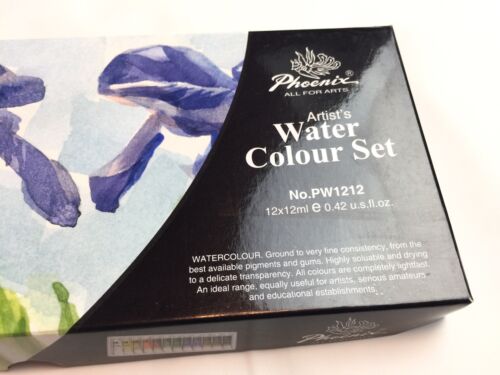 Phoenix®
ALL FOR ARTS
Artist's
Water
Colour Set
No.PW1212
12x12ml e 0.42 u.s.fl.oz.
WATERCOLOUR. Ground to very fine consistency, from the
best available pigments and gums. Highly soluable and drying
to a delicate transparency. All colours are completely lightfast
An ideal range, equally useful for artists, serious amateurs
and educational establishments.
Phoenix